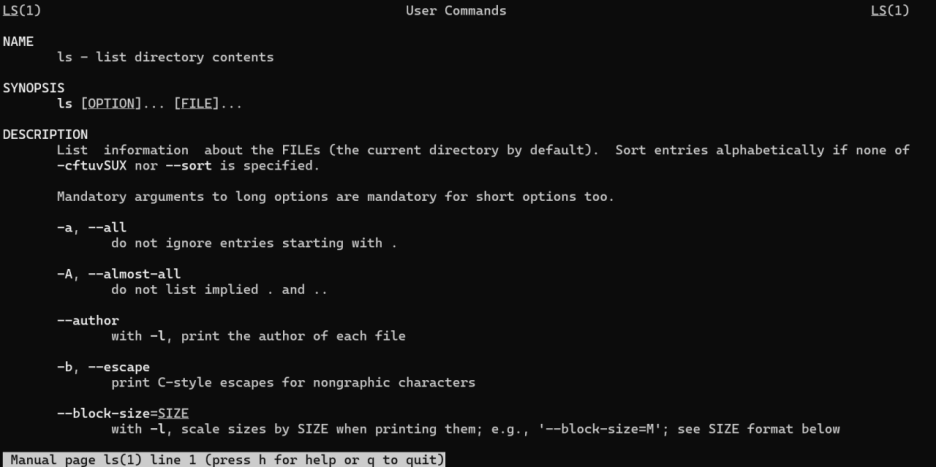 LS(1) User Commands LS(1)
NAME
ls - list directory contents
SYNOPSIS
ls [OPTION]... [FILE]...
DESCRIPTION
List information about the FILEs (the current directory by default). Sort entries alphabetically if none of
-cftuvSUX nor --sort is specified.
Mandatory arguments to long options are mandatory for short options too.
-a, --all
do not ignore entries starting with .
-A, --almost-all
do not list implied . and ..
--author
with -l, print the author of each file
-b, --escape
print C-style escapes for nongraphic characters
--block-size=SIZE
with -l, scale sizes by SIZE when printing them; e.g., '--block-size=M'; see SIZE format below
Manual page ls(1) line 1 (press h for help or q to quit)